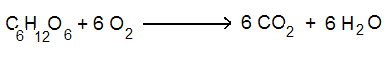 C₆H₁₂O₆ + 6 O₂ ⟶ 6 CO₂ + 6 H₂O